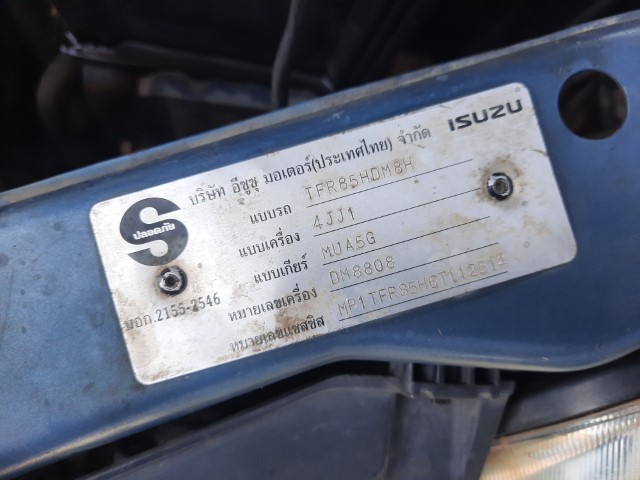 ISUZU
บริษัท อีซูซุ มอเตอร์(ประเทศไทย) จำกัด
S
ปลอดภัย
มอก.2155-2546
แบบรถ TFR85HDM8H
แบบเครื่อง 4JJ1
แบบเกียร์ MUA5G
หมายเลขเครื่อง DM8808
หมายเลขแชสซิส